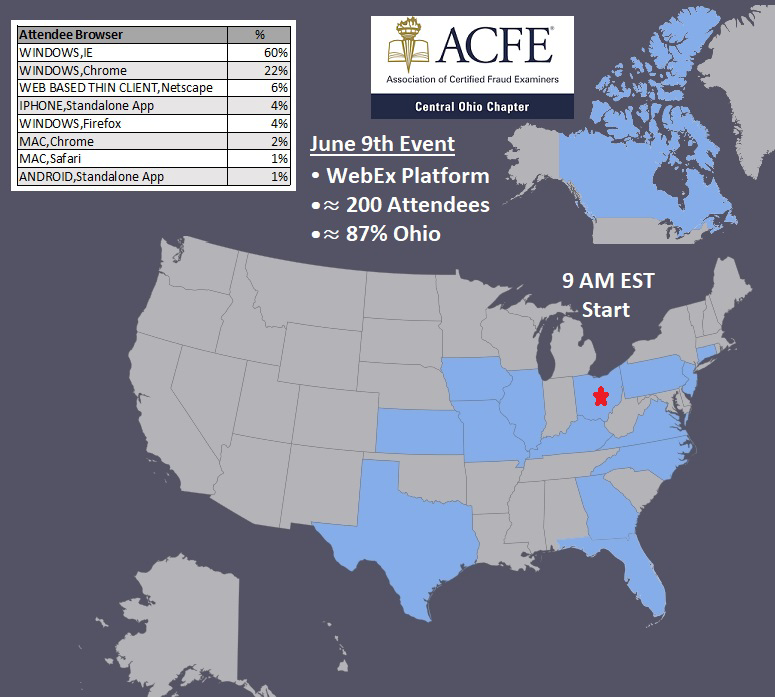 Attendee Browser %
WINDOWS,IE 60%
WINDOWS,Chrome 22%
WEB BASED THIN CLIENT,Netscape 6%
IPHONE,Standalone App 4%
WINDOWS,Firefox 4%
MAC,Chrome 2%
MAC,Safari 1%
ANDROID,Standalone App 1%
ACFE®
Association of Certified Fraud Examiners
Central Ohio Chapter
June 9th Event
• WebEx Platform
•≈ 200 Attendees
•≈ 87% Ohio
9 AM EST
Start